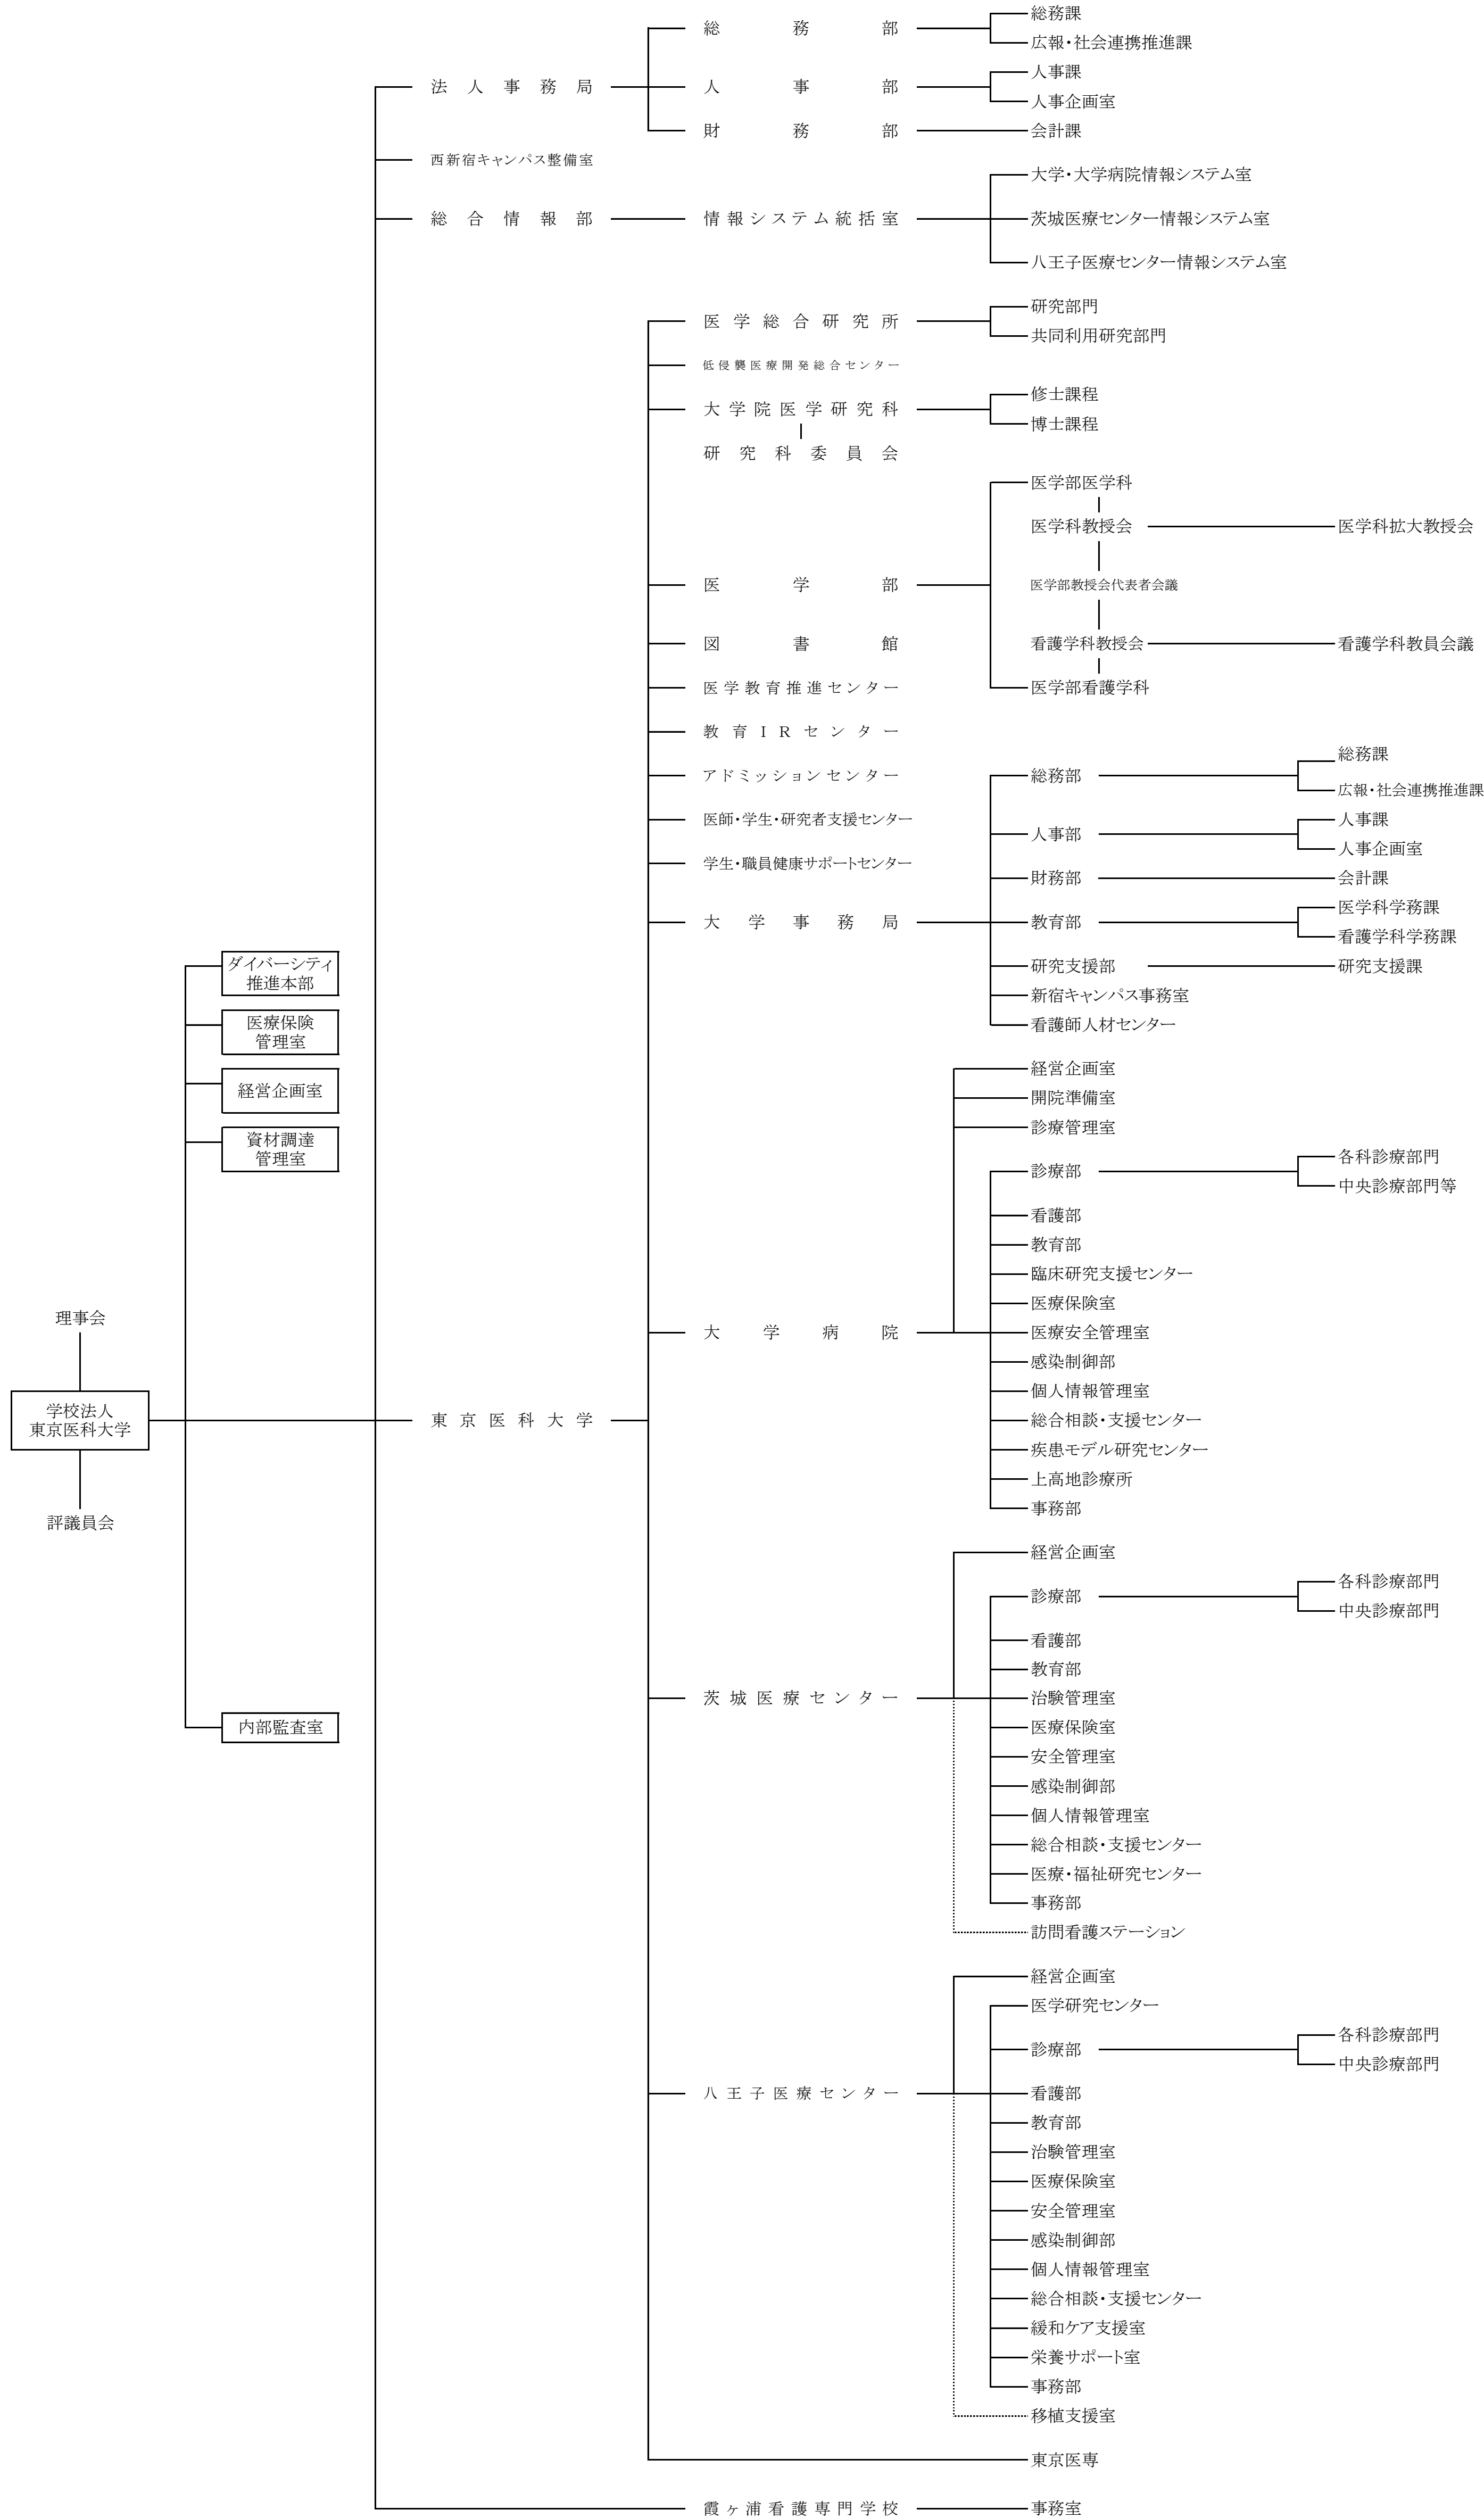 総務課
総務部
広報・社会連携推進課
人事課
法人事務局
人事部
人事企画室
財務部
会計課
西新宿キャンパス整備室
大学・大学病院情報システム室
総合情報部
情報システム統括室
茨城医療センター情報システム室
八王子医療センター情報システム室
研究部門
医学総合研究所
共同利用研究部門
低侵襲医療開発総合センター
修士課程
大学院医学研究科
博士課程
研究科委員会
医学部医学科
医学科教授会
医学科拡大教授会
医学部
医学部教授会代表者会議
図書館
看護学科教授会
看護学科教員会議
医学教育推進センター
医学部看護学科
教育IRセンター
総務課
アドミッションセンター
総務部
広報・社会連携推進課
医師・学生・研究者支援センター
人事課
人事部
人事企画室
学生・職員健康サポートセンター
財務部
会計課
医学科学務課
大学事務局
教育部
看護学科学務課
ダイバーシティ
推進本部
研究支援部
研究支援課
新宿キャンパス事務室
医療保険
管理室
看護師人材センター
経営企画室
経営企画室
開院準備室
資材調達
管理室
診療管理室
各科診療部門
診療部
中央診療部門等
看護部
教育部
臨床研究支援センター
医療保険室
理事会
大学病院
医療安全管理室
感染制御部
個人情報管理室
学校法人
東京医科大学
東京医科大学
総合相談・支援センター
疾患モデル研究センター
上高地診療所
事務部
評議員会
経営企画室
各科診療部門
診療部
中央診療部門
看護部
教育部
茨城医療センター
治験管理室
内部監査室
医療保険室
安全管理室
感染制御部
個人情報管理室
総合相談・支援センター
医療・福祉研究センター
事務部
訪問看護ステーション
経営企画室
医学研究センター
各科診療部門
診療部
中央診療部門
八王子医療センター
看護部
教育部
治験管理室
医療保険室
安全管理室
感染制御部
個人情報管理室
総合相談・支援センター
緩和ケア支援室
栄養サポート室
事務部
移植支援室
東京医専
霞ヶ浦看護専門学校
事務室